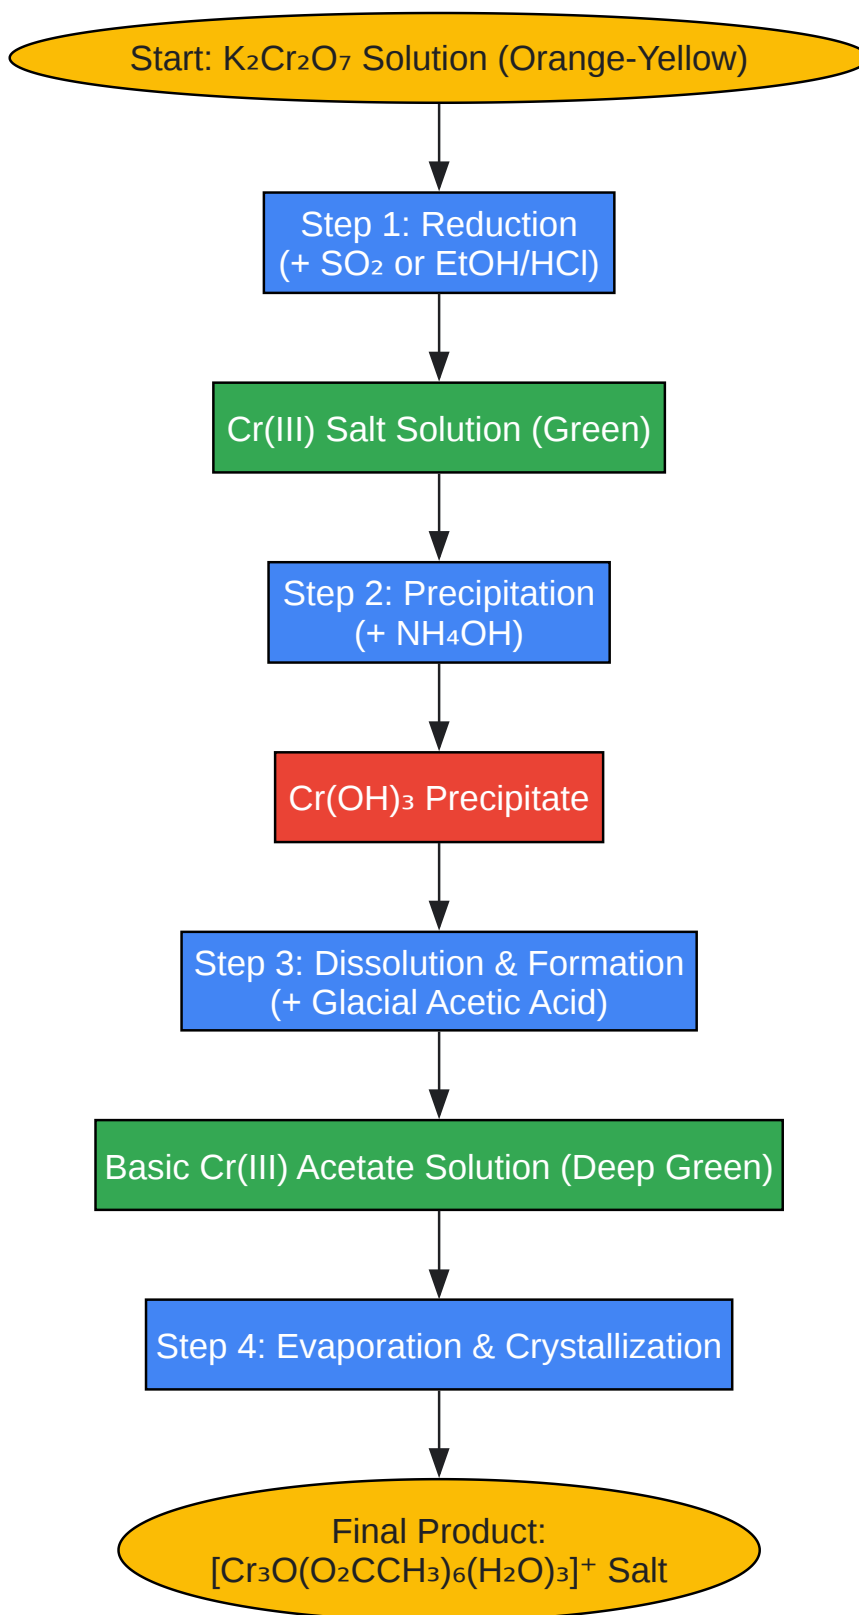 Start: K₂Cr₂O₇ Solution (Orange-Yellow)
Step 1: Reduction
(+ SO₂ or EtOH/HCl)
Cr(III) Salt Solution (Green)
Step 2: Precipitation
(+ NH₄OH)
Cr(OH)₃ Precipitate
Step 3: Dissolution & Formation
(+ Glacial Acetic Acid)
Basic Cr(III) Acetate Solution (Deep Green)
Step 4: Evaporation & Crystallization
Final Product:
[Cr₃O(O₂CCH₃)₆(H₂O)₃]⁺ Salt